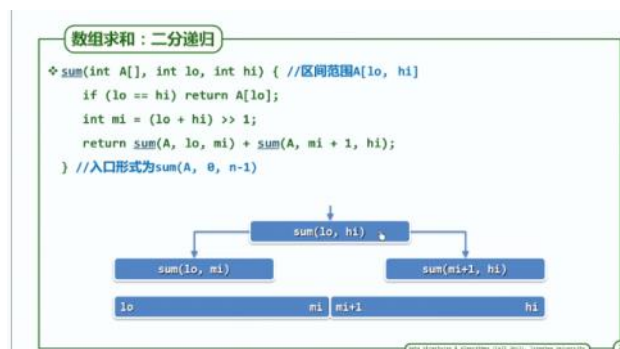 数组求和：二分递归
❖ sum(int A[], int lo, int hi) { //区间范围A[lo, hi]
if (lo == hi) return A[lo];
int mi = (lo + hi) >> 1;
return sum(A, lo, mi) + sum(A, mi + 1, hi);
} //入口形式为sum(A, 0, n-1)
sum(lo, hi)
sum(lo, mi) sum(mi+1, hi)
lo mi mi+1 hi